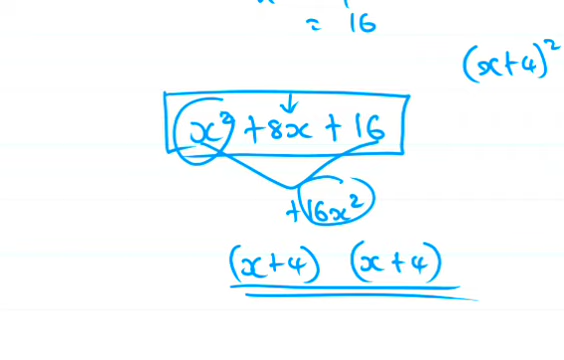 = 16
(x+4)²
x² + 8x + 16
+16x²
(x+4) (x+4)